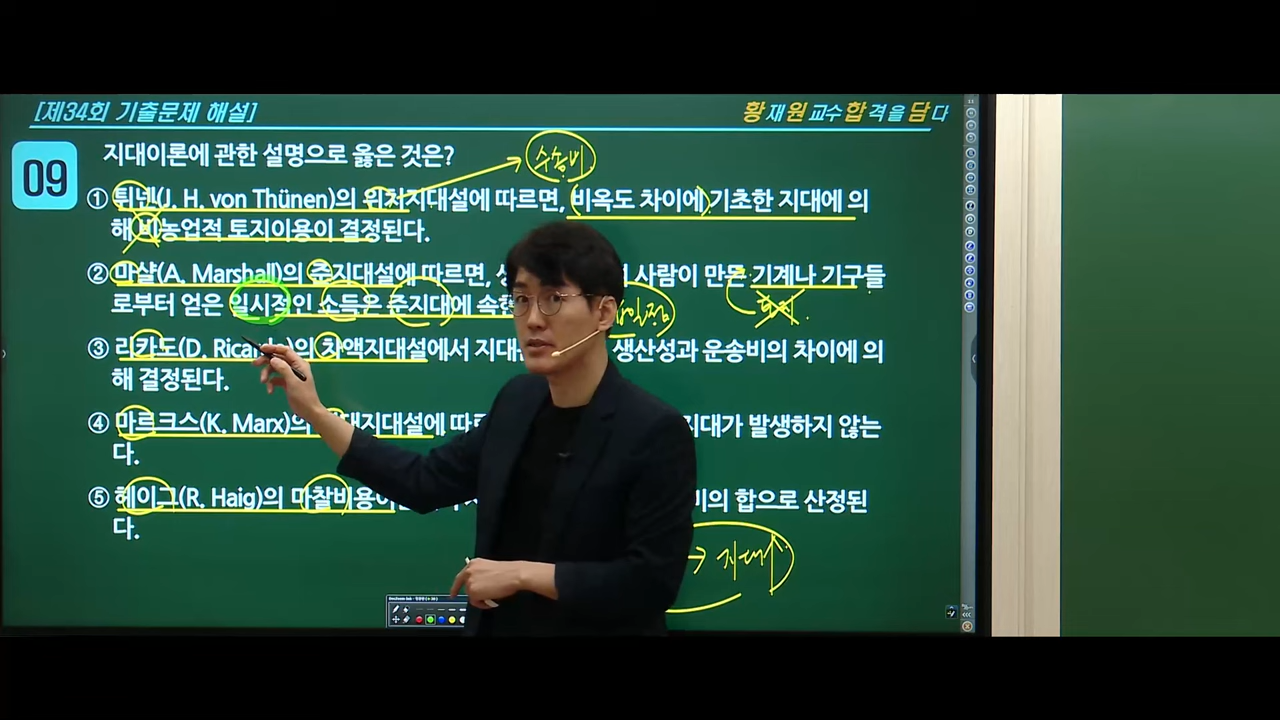 [제34회 기출문제 해설]
황재원 교수 합격을 담다
09
지대이론에 관한 설명으로 옳은 것은?
수송비
① 튀넨(J. H. von Thünen)의 위치지대설에 따르면, 비옥도 차이에 기초한 지대에 의
해 비농업적 토지이용이 결정된다.
② 마샬(A. Marshall)의 준지대설에 따르면, 사람이 만든 기계나 기구들
로부터 얻은 일시적인 소득은 준지대에 속
③ 리카도(D. Ricardo)의 차액지대설에서 지대 생산성과 운송비의 차이에 의
해 결정된다.
④ 마르크스(K. Marx)의 대지대설에 따 지대가 발생하지 않는
다.
⑤ 헤이그(R. Haig)의 마찰비용이 비의 합으로 산정된
다.
→ 지대↑